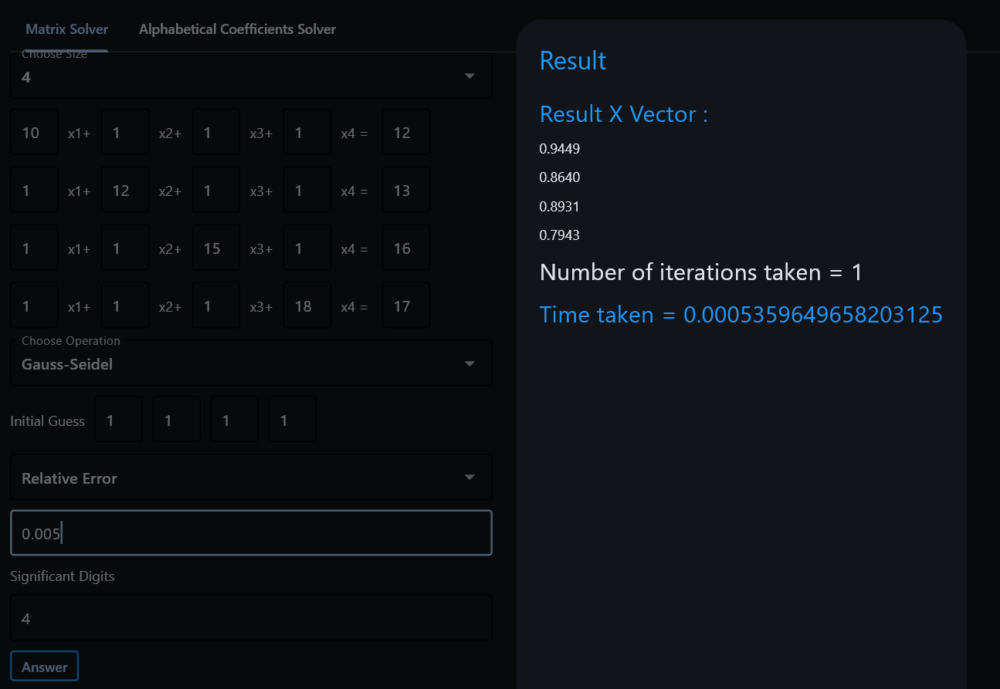 Matrix Solver Alphabetical Coefficients Solver
Choose Size
4
10 x1+ 1 x2+ 1 x3+ 1 x4 = 12
1 x1+ 12 x2+ 1 x3+ 1 x4 = 13
1 x1+ 1 x2+ 15 x3+ 1 x4 = 16
1 x1+ 1 x2+ 1 x3+ 18 x4 = 17
Choose Operation
Gauss-Seidel
Initial Guess 1 1 1 1
Relative Error
0.005
Significant Digits
4
Answer
Result
Result X Vector :
0.9449
0.8640
0.8931
0.7943
Number of iterations taken = 1
Time taken = 0.0005359649658203125